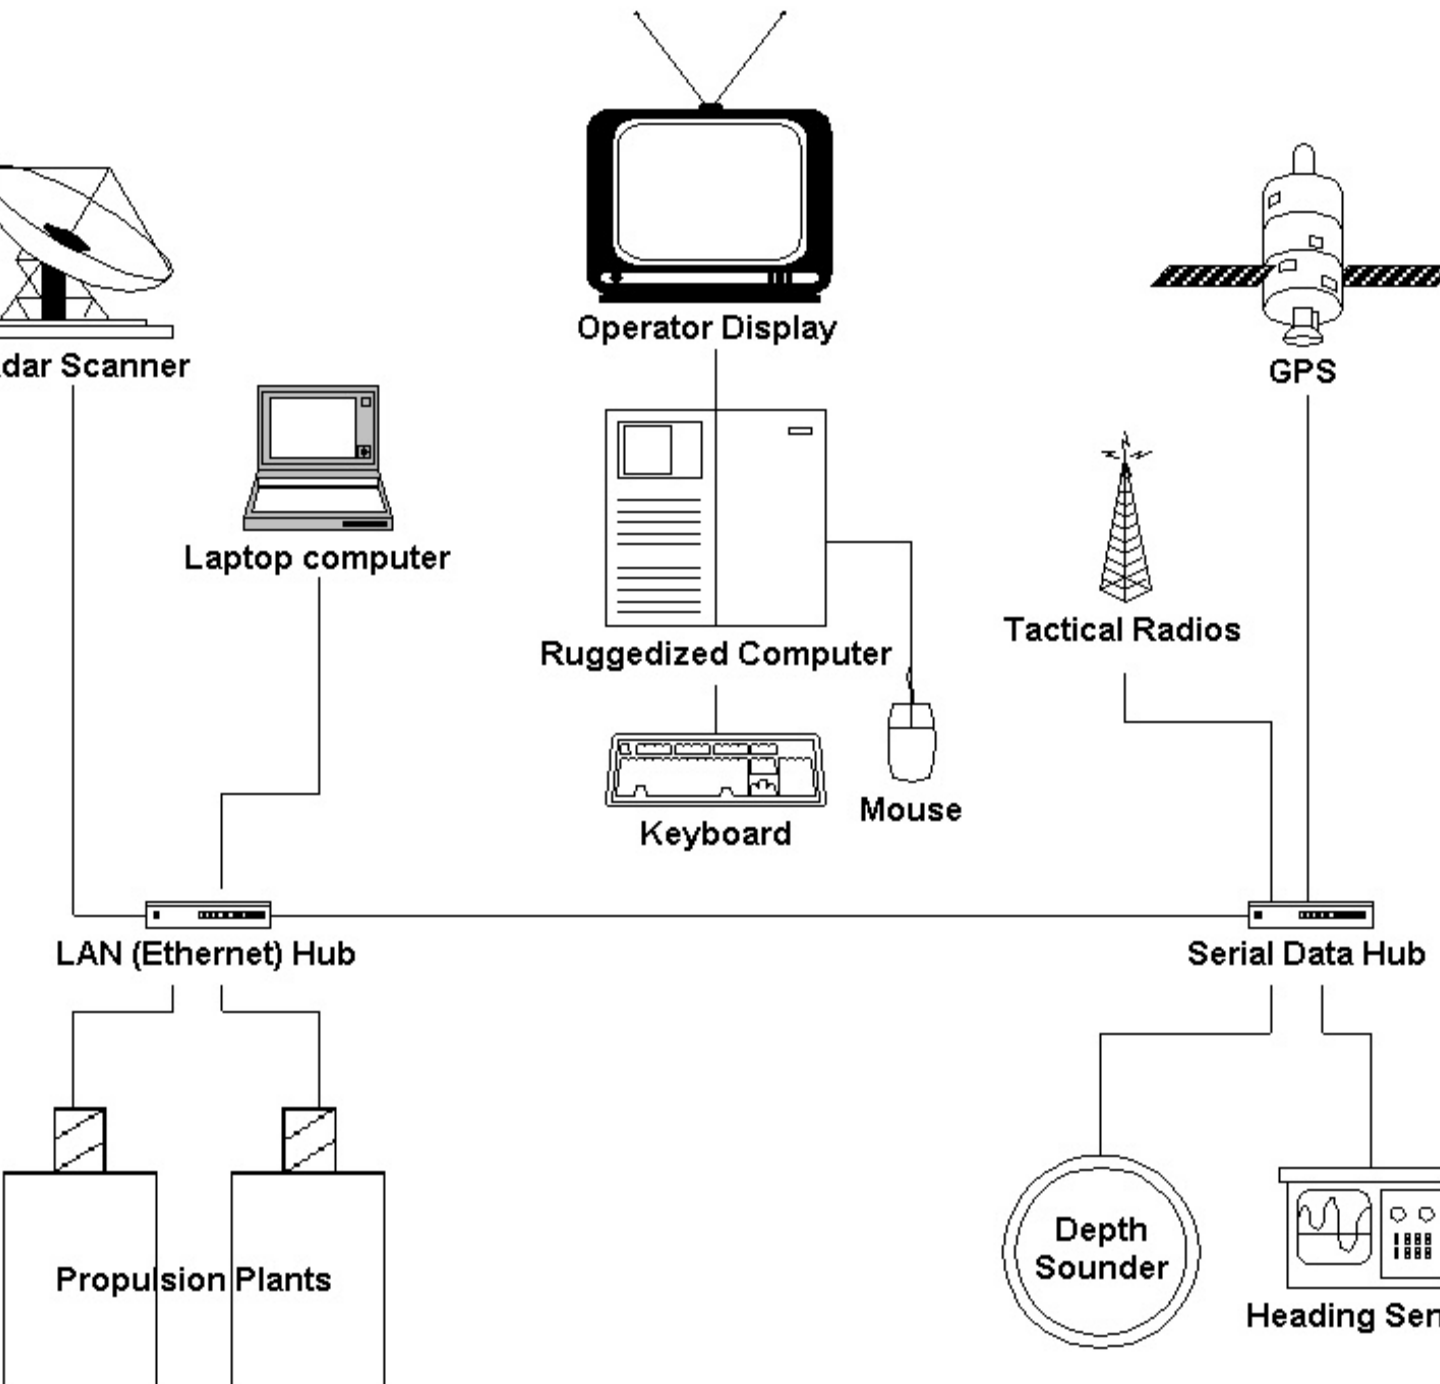 Operator Display
dar Scanner
GPS
Laptop computer
Tactical Radios
Ruggedized Computer
Mouse
Keyboard
LAN (Ethernet) Hub
Serial Data Hub
Depth
Sounder
Propulsion Plants
Heading Sen